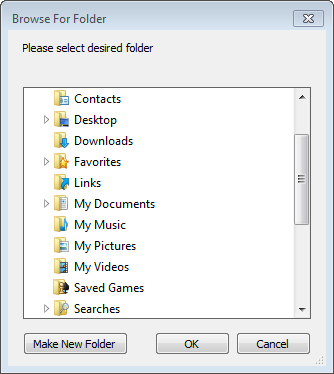 Browse For Folder
Please select desired folder
Contacts
Desktop
Downloads
Favorites
Links
My Documents
My Music
My Pictures
My Videos
Saved Games
Searches
Make New Folder
OK
Cancel